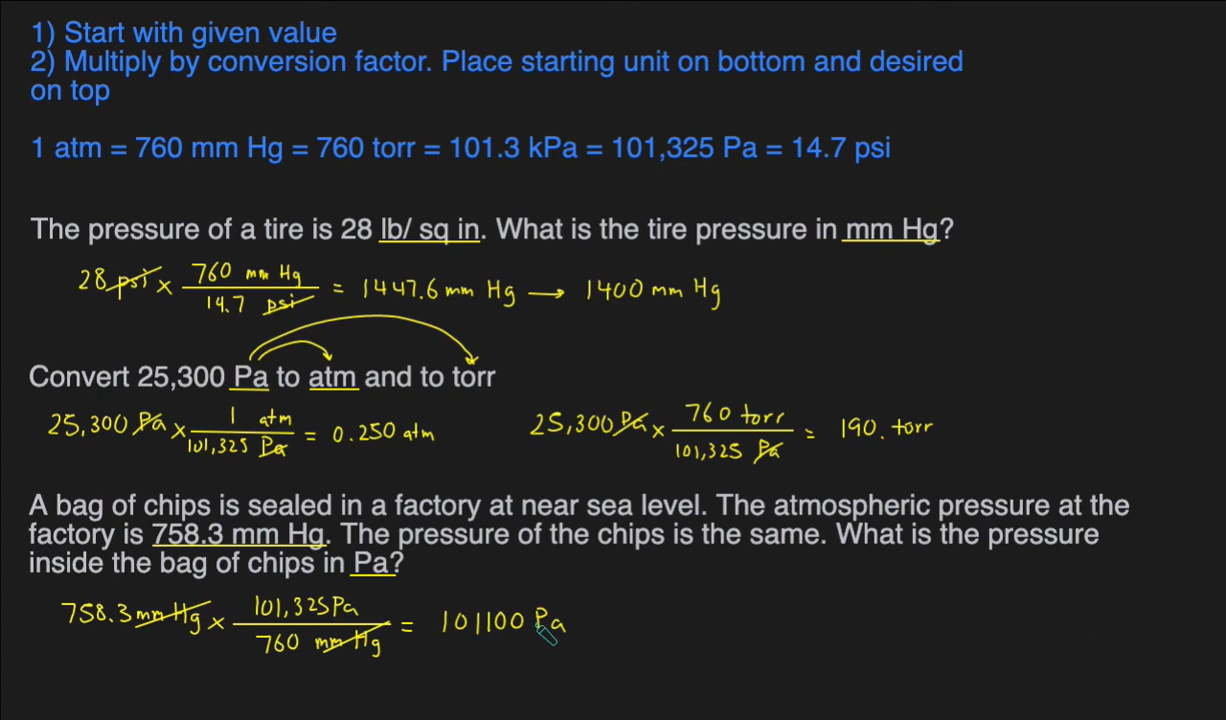 1) Start with given value
2) Multiply by conversion factor. Place starting unit on bottom and desired
on top
1 atm = 760 mm Hg = 760 torr = 101.3 kPa = 101,325 Pa = 14.7 psi
The pressure of a tire is 28 lb/ sq in. What is the tire pressure in mm Hg?
28 psi x 760 mm Hg / 14.7 psi = 1447.6 mm Hg → 1400 mm Hg
Convert 25,300 Pa to atm and to torr
25,300 Pa x 1 atm / 101,325 Pa = 0.250 atm
25,300 Pa x 760 torr / 101,325 Pa = 190. torr
A bag of chips is sealed in a factory at near sea level. The atmospheric pressure at the
factory is 758.3 mm Hg. The pressure of the chips is the same. What is the pressure
inside the bag of chips in Pa?
758.3 mm Hg x 101,325 Pa / 760 mm Hg = 101100 Pa